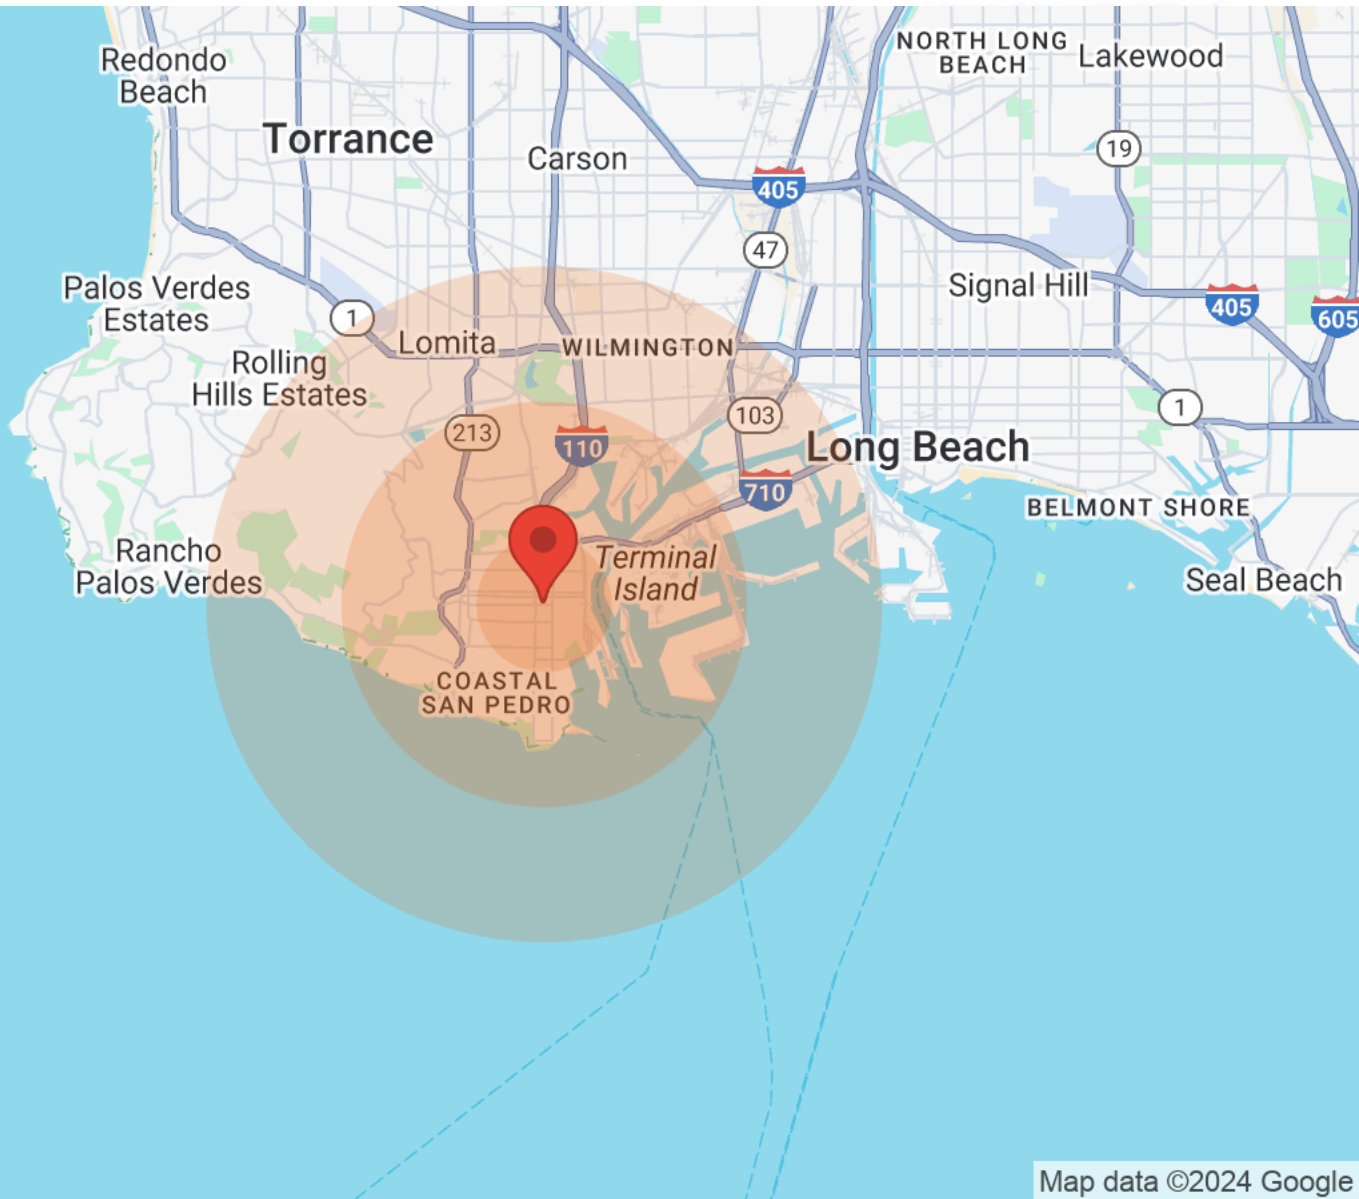 NORTH LONG
BEACH
Lakewood
Redondo
Beach
Torrance
Carson
19
405
47
Palos Verdes
Estates
Signal Hill
405
605
1
Lomita
WILMINGTON
Rolling
Hills Estates
213
103
1
110
Long Beach
710
BELMONT SHORE
Rancho
Palos Verdes
Terminal
Island
Seal Beach
COASTAL
SAN PEDRO
Map data ©2024 Google